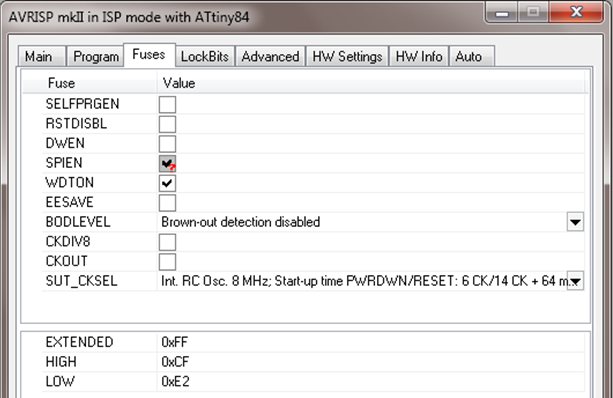 AVRISP mkII in ISP mode with ATtiny84
Main Program Fuses LockBits Advanced HW Settings HW Info Auto
Fuse Value
SELFPRGEN
RSTDISBL
DWEN
SPIEN
WDTON
EESAVE
BODLEVEL Brown-out detection disabled
CKDIV8
CKOUT
SUT_CKSEL Int. RC Osc. 8 MHz; Start-up time PWRDWN/RESET: 6 CK/14 CK + 64 m...
EXTENDED 0xFF
HIGH 0xCF
LOW 0xE2